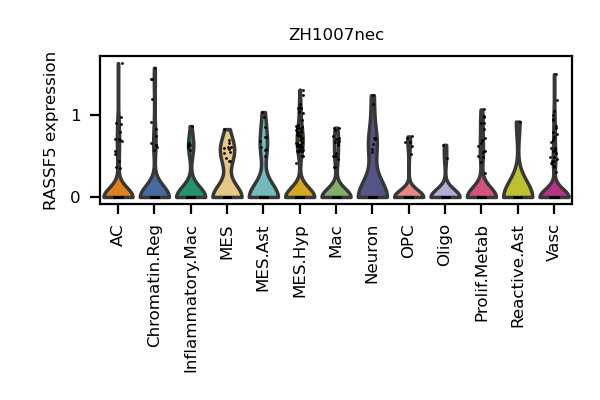 ZH1007nec
RASSF5 expression
1
0
AC
Chromatin.Reg
Inflammatory.Mac
MES
MES.Ast
MES.Hyp
Mac
Neuron
OPC
Oligo
Prolif.Metab
Reactive.Ast
Vasc